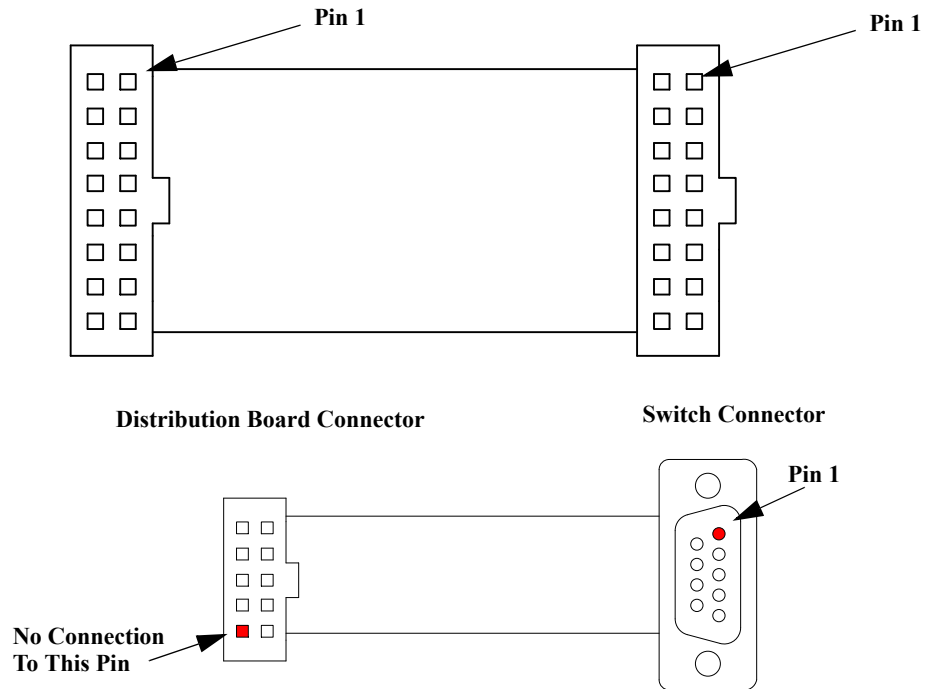 Pin 1
Pin 1
Distribution Board Connector
Switch Connector
Pin 1
No Connection
To This Pin